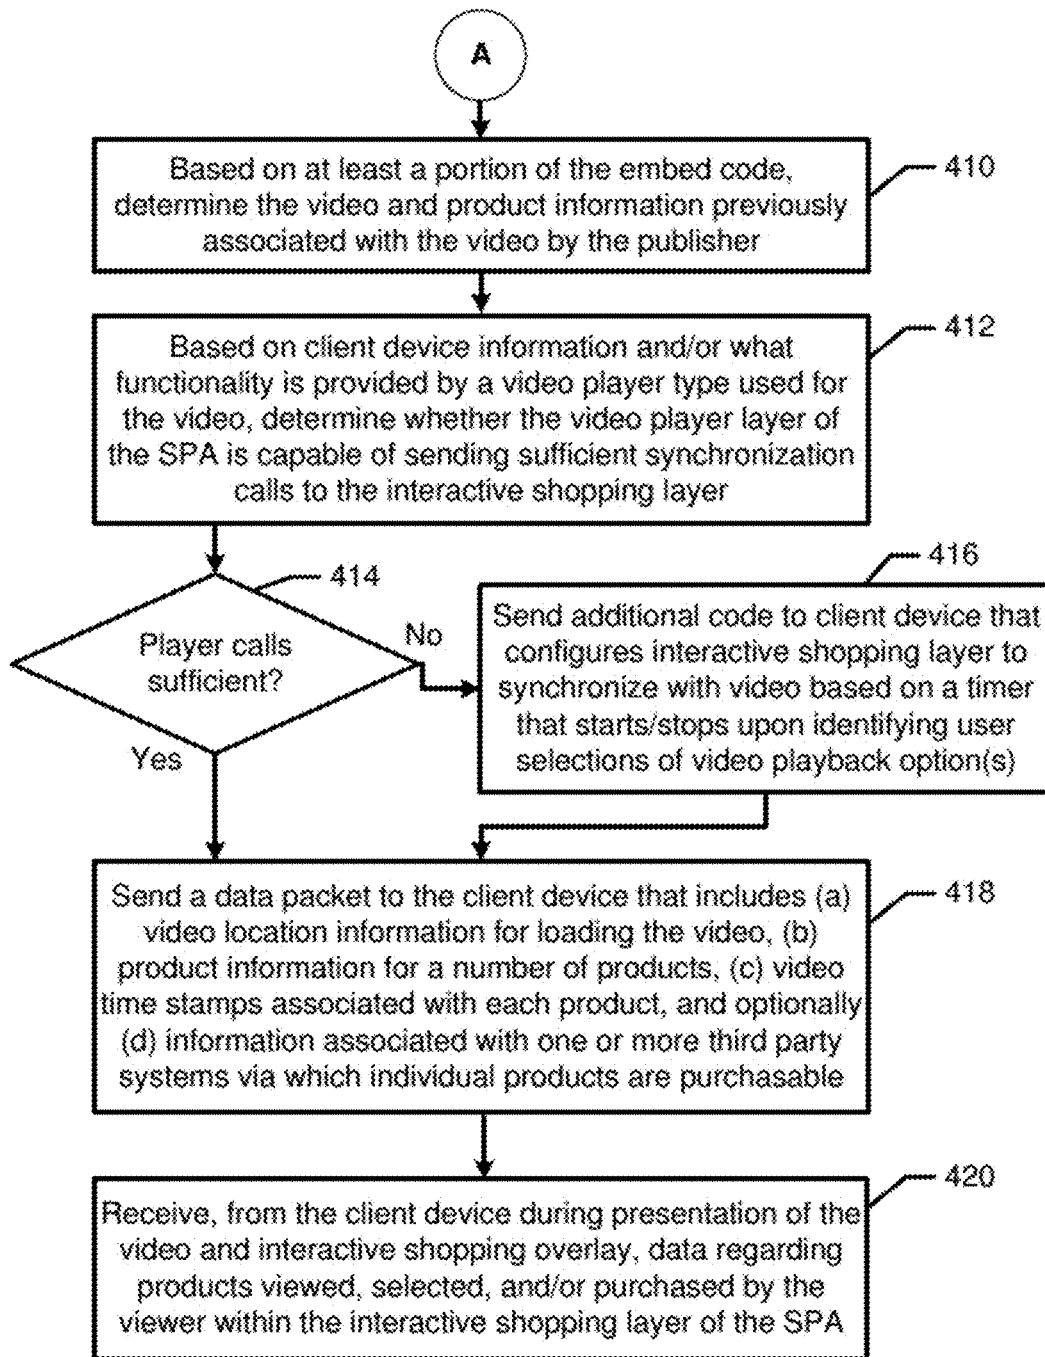 A
Based on at least a portion of the embed code,
determine the video and product information previously
associated with the video by the publisher
410
Based on client device information and/or what
functionality is provided by a video player type used for
the video, determine whether the video player layer of
the SPA is capable of sending sufficient synchronization
calls to the interactive shopping layer
412
Player calls
sufficient?
414
No
Yes
Send additional code to client device that
configures interactive shopping layer to
synchronize with video based on a timer
that starts/stops upon identifying user
selections of video playback option(s)
416
Send a data packet to the client device that includes (a)
video location information for loading the video, (b)
product information for a number of products, (c) video
time stamps associated with each product, and optionally
(d) information associated with one or more third party
systems via which individual products are purchasable
418
Receive, from the client device during presentation of the
video and interactive shopping overlay, data regarding
products viewed, selected, and/or purchased by the
viewer within the interactive shopping layer of the SPA
420